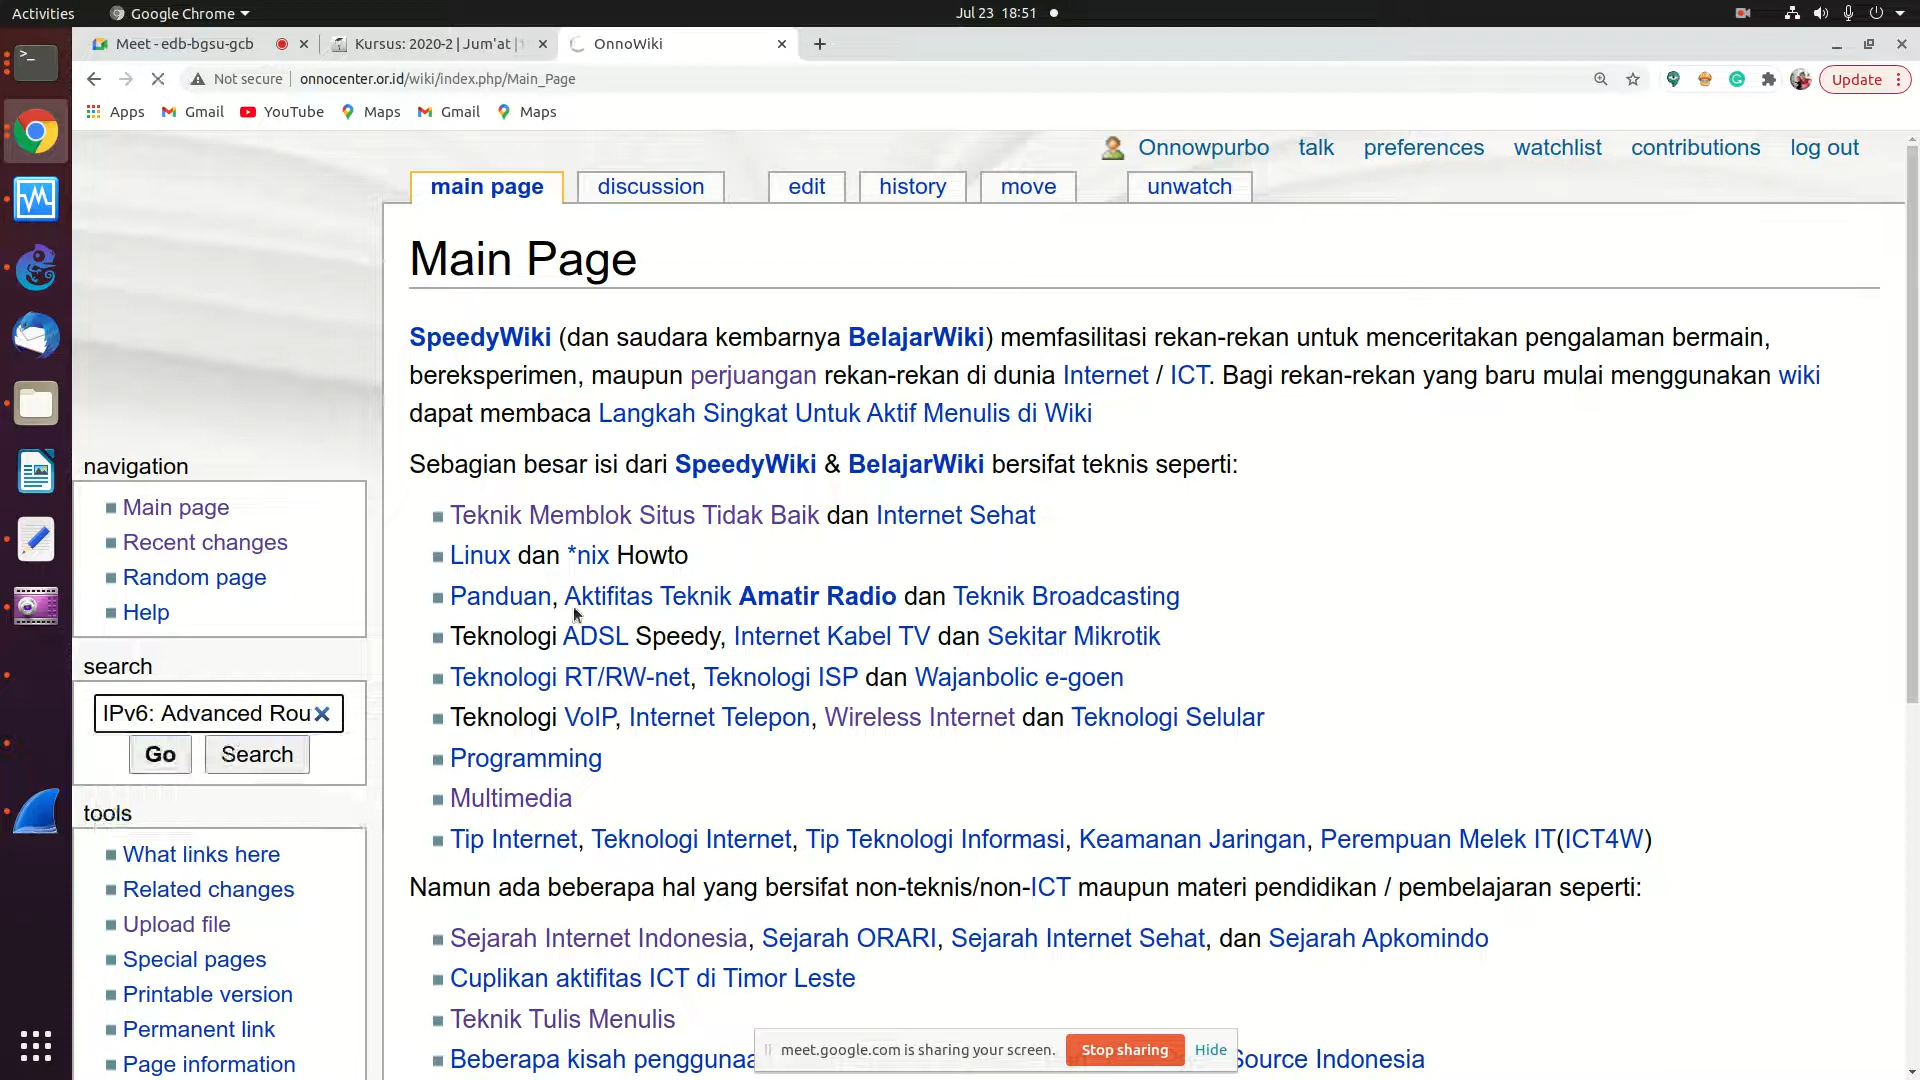 Activities Google Chrome Jul 23 18:51
Meet - edb-bgsu-gcb Kursus: 2020-2 | Jum'at | OnnoWiki
Not secure | onnocenter.or.id/wiki/index.php/Main_Page Update
Apps Gmail YouTube Maps Gmail Maps
Onnowpurbo talk preferences watchlist contributions log out
main page discussion edit history move unwatch
Main Page
SpeedyWiki (dan saudara kembarnya BelajarWiki) memfasilitasi rekan-rekan untuk menceritakan pengalaman bermain,
bereksperimen, maupun perjuangan rekan-rekan di dunia Internet / ICT. Bagi rekan-rekan yang baru mulai menggunakan wiki
dapat membaca Langkah Singkat Untuk Aktif Menulis di Wiki
Sebagian besar isi dari SpeedyWiki & BelajarWiki bersifat teknis seperti:
Teknik Memblok Situs Tidak Baik dan Internet Sehat
Linux dan *nix Howto
Panduan, Aktifitas Teknik Amatir Radio dan Teknik Broadcasting
Teknologi ADSL Speedy, Internet Kabel TV dan Sekitar Mikrotik
Teknologi RT/RW-net, Teknologi ISP dan Wajanbolic e-goen
Teknologi VoIP, Internet Telepon, Wireless Internet dan Teknologi Selular
Programming
Multimedia
Tip Internet, Teknologi Internet, Tip Teknologi Informasi, Keamanan Jaringan, Perempuan Melek IT(ICT4W)
Namun ada beberapa hal yang bersifat non-teknis/non-ICT maupun materi pendidikan / pembelajaran seperti:
Sejarah Internet Indonesia, Sejarah ORARI, Sejarah Internet Sehat, dan Sejarah Apkomindo
Cuplikan aktifitas ICT di Timor Leste
Teknik Tulis Menulis
Beberapa kisah Source Indonesia
navigation
Main page
Recent changes
Random page
Help
search
IPv6: Advanced Rou
Go Search
tools
What links here
Related changes
Upload file
Special pages
Printable version
Permanent link
Page information
meet.google.com is sharing your screen. Stop sharing Hide